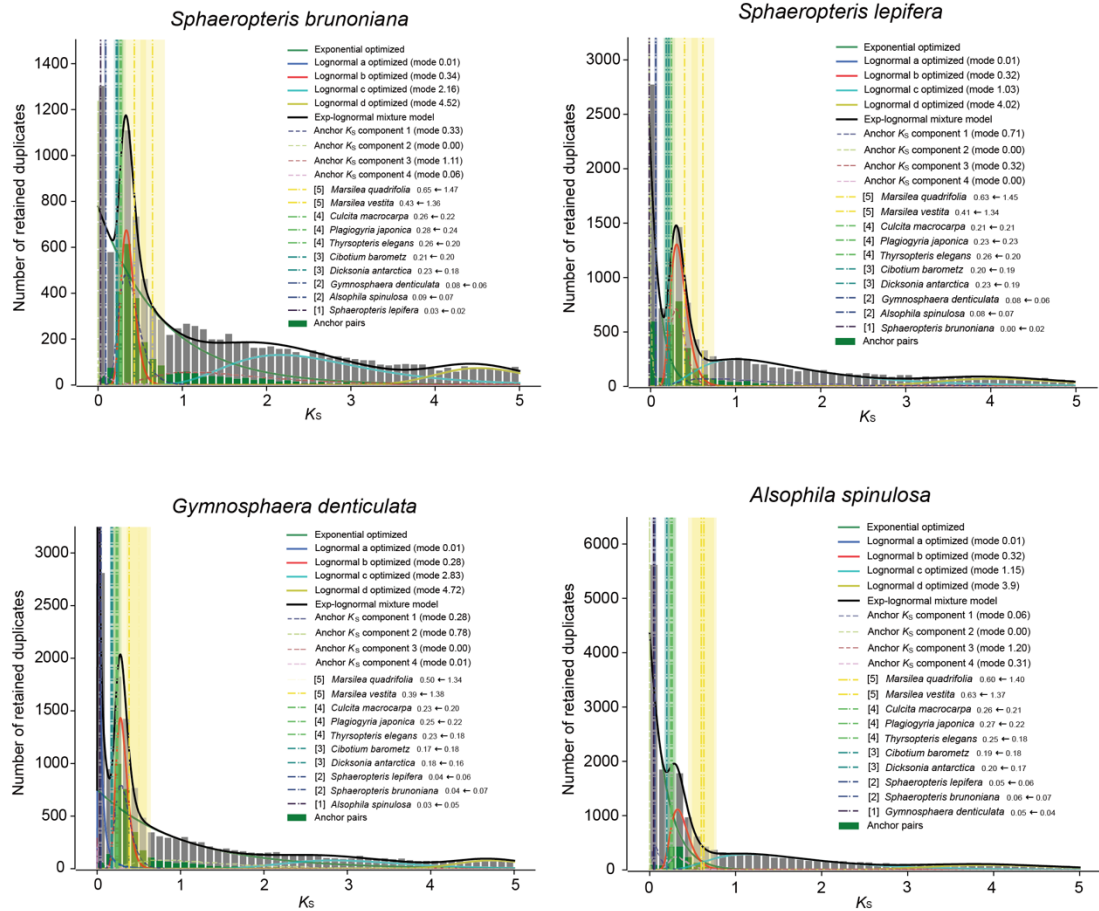 Sphaeropteris brunoniana
Number of retained duplicates
1400
1200
1000
800
600
400
200
0
0 1 2 3 4 5
Ks
Exponential optimized
Lognormal a optimized (mode 0.01)
Lognormal b optimized (mode 0.34)
Lognormal c optimized (mode 2.16)
Lognormal d optimized (mode 4.52)
Exp-lognormal mixture model
Anchor Ks component 1 (mode 0.33)
Anchor Ks component 2 (mode 0.00)
Anchor Ks component 3 (mode 1.11)
Anchor Ks component 4 (mode 0.06)
[5] Marsilea quadrifolia 0.65 ← 1.47
[5] Marsilea vestita 0.43 ← 1.36
[4] Culcita macrocarpa 0.26 ← 0.22
[4] Plagiogyria japonica 0.28 ← 0.24
[4] Thyrsopteris elegans 0.26 ← 0.20
[3] Cibotium barometz 0.21 ← 0.20
[3] Dicksonia antarctica 0.23 ← 0.18
[2] Gymnosphaera denticulata 0.08 ← 0.06
[2] Alsophila spinulosa 0.09 ← 0.07
[1] Sphaeropteris lepifera 0.03 ← 0.02
Anchor pairs
Sphaeropteris lepifera
Number of retained duplicates
3000
2500
2000
1500
1000
500
0
0 1 2 3 4 5
Ks
Exponential optimized
Lognormal a optimized (mode 0.01)
Lognormal b optimized (mode 0.32)
Lognormal c optimized (mode 1.03)
Lognormal d optimized (mode 4.02)
Exp-lognormal mixture model
Anchor Ks component 1 (mode 0.71)
Anchor Ks component 2 (mode 0.00)
Anchor Ks component 3 (mode 0.32)
Anchor Ks component 4 (mode 0.00)
[5] Marsilea quadrifolia 0.63 ← 1.45
[5] Marsilea vestita 0.41 ← 1.34
[4] Culcita macrocarpa 0.21 ← 0.21
[4] Plagiogyria japonica 0.23 ← 0.23
[4] Thyrsopteris elegans 0.26 ← 0.20
[3] Cibotium barometz 0.20 ← 0.19
[3] Dicksonia antarctica 0.23 ← 0.19
[2] Gymnosphaera denticulata 0.08 ← 0.06
[2] Alsophila spinulosa 0.08 ← 0.07
[1] Sphaeropteris brunoniana 0.00 ← 0.02
Anchor pairs
Gymnosphaera denticulata
Number of retained duplicates
3000
2500
2000
1500
1000
500
0
0 1 2 3 4 5
Ks
Exponential optimized
Lognormal a optimized (mode 0.01)
Lognormal b optimized (mode 0.28)
Lognormal c optimized (mode 2.83)
Lognormal d optimized (mode 4.72)
Exp-lognormal mixture model
Anchor Ks component 1 (mode 0.28)
Anchor Ks component 2 (mode 0.78)
Anchor Ks component 3 (mode 0.00)
Anchor Ks component 4 (mode 0.01)
[5] Marsilea quadrifolia 0.50 ← 1.34
[5] Marsilea vestita 0.39 ← 1.38
[4] Culcita macrocarpa 0.23 ← 0.20
[4] Plagiogyria japonica 0.25 ← 0.22
[4] Thyrsopteris elegans 0.23 ← 0.18
[3] Cibotium barometz 0.17 ← 0.18
[3] Dicksonia antarctica 0.18 ← 0.16
[2] Sphaeropteris lepifera 0.04 ← 0.06
[2] Sphaeropteris brunoniana 0.04 ← 0.07
[1] Alsophila spinulosa 0.03 ← 0.05
Anchor pairs
Alsophila spinulosa
Number of retained duplicates
6000
5000
4000
3000
2000
1000
0
0 1 2 3 4 5
Ks
Exponential optimized
Lognormal a optimized (mode 0.01)
Lognormal b optimized (mode 0.32)
Lognormal c optimized (mode 1.15)
Lognormal d optimized (mode 3.9)
Exp-lognormal mixture model
Anchor Ks component 1 (mode 0.06)
Anchor Ks component 2 (mode 0.00)
Anchor Ks component 3 (mode 1.20)
Anchor Ks component 4 (mode 0.31)
[5] Marsilea quadrifolia 0.60 ← 1.40
[5] Marsilea vestita 0.63 ← 1.37
[4] Culcita macrocarpa 0.26 ← 0.21
[4] Plagiogyria japonica 0.27 ← 0.22
[4] Thyrsopteris elegans 0.25 ← 0.18
[3] Cibotium barometz 0.19 ← 0.18
[3] Dicksonia antarctica 0.20 ← 0.17
[2] Sphaeropteris lepifera 0.05 ← 0.06
[2] Sphaeropteris brunoniana 0.06 ← 0.07
[1] Gymnosphaera denticulata 0.05 ← 0.04
Anchor pairs